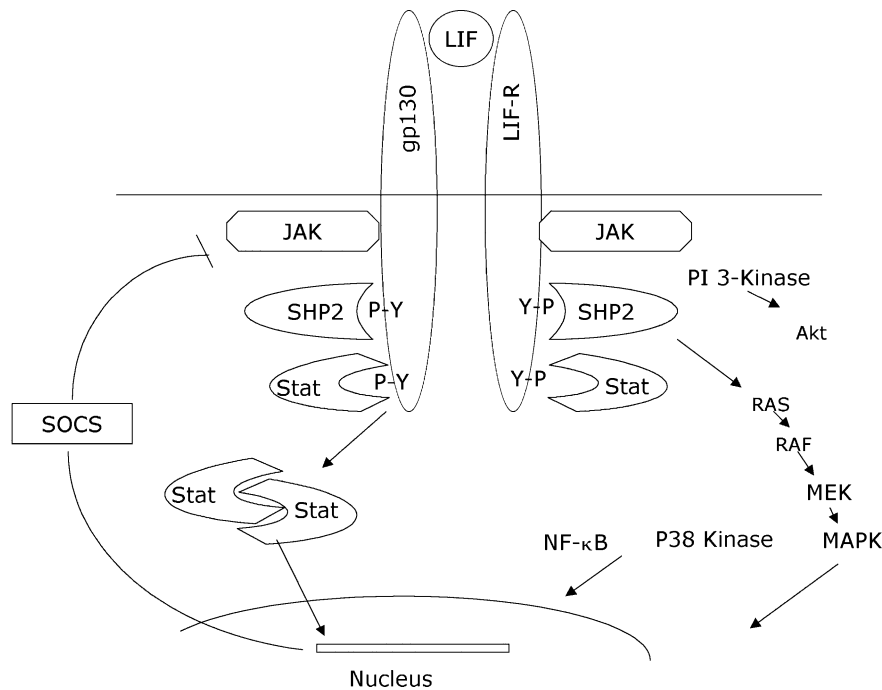 LIF
gp130
LIF-R
JAK
JAK
PI 3-Kinase
SHP2
P-Y
Y-P
SHP2
Akt
Stat
P-Y
Y-P
Stat
RAS
SOCS
RAF
Stat
Stat
MEK
NF-κB
P38 Kinase
MAPK
Nucleus